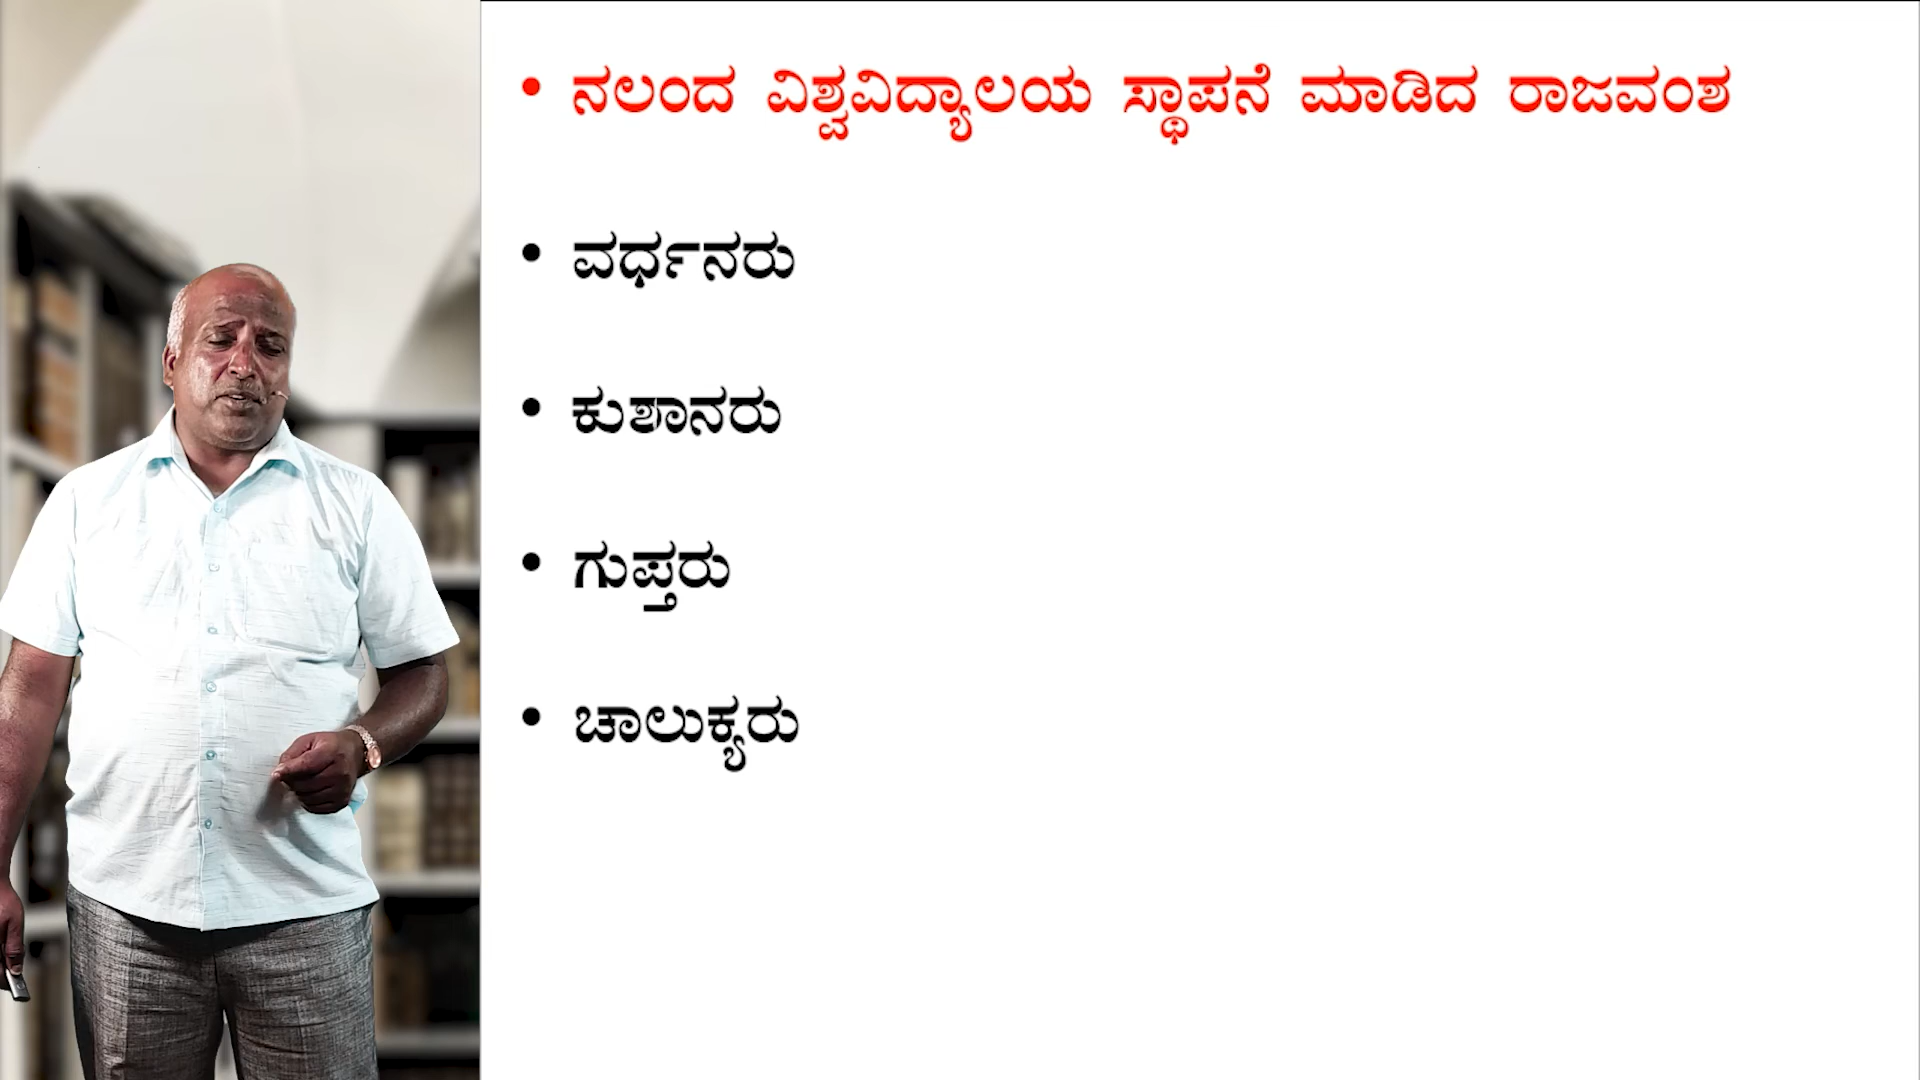 • ನಲಂದ ವಿಶ್ವವಿದ್ಯಾಲಯ ಸ್ಥಾಪನೆ ಮಾಡಿದ ರಾಜವಂಶ
• ವರ್ಧನರು
• ಕುಶಾನರು
• ಗುಪ್ತರು
• ಚಾಲುಕ್ಯರು